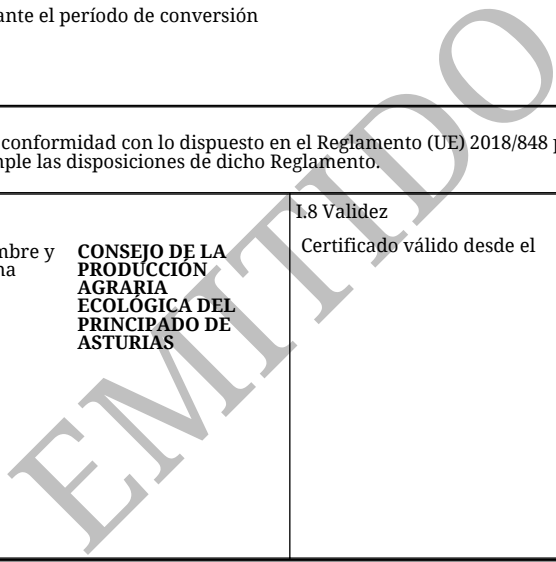 ante el período de conversión
conformidad con lo dispuesto en el Reglamento (UE) 2018/848
mple las disposiciones de dicho Reglamento.
mbre y
na
CONSEJO DE LA
PRODUCCIÓN
AGRARIA
ECOLÓGICA DEL
PRINCIPADO DE
ASTURIAS
I.8 Validez
Certificado válido desde el
EMITIDO